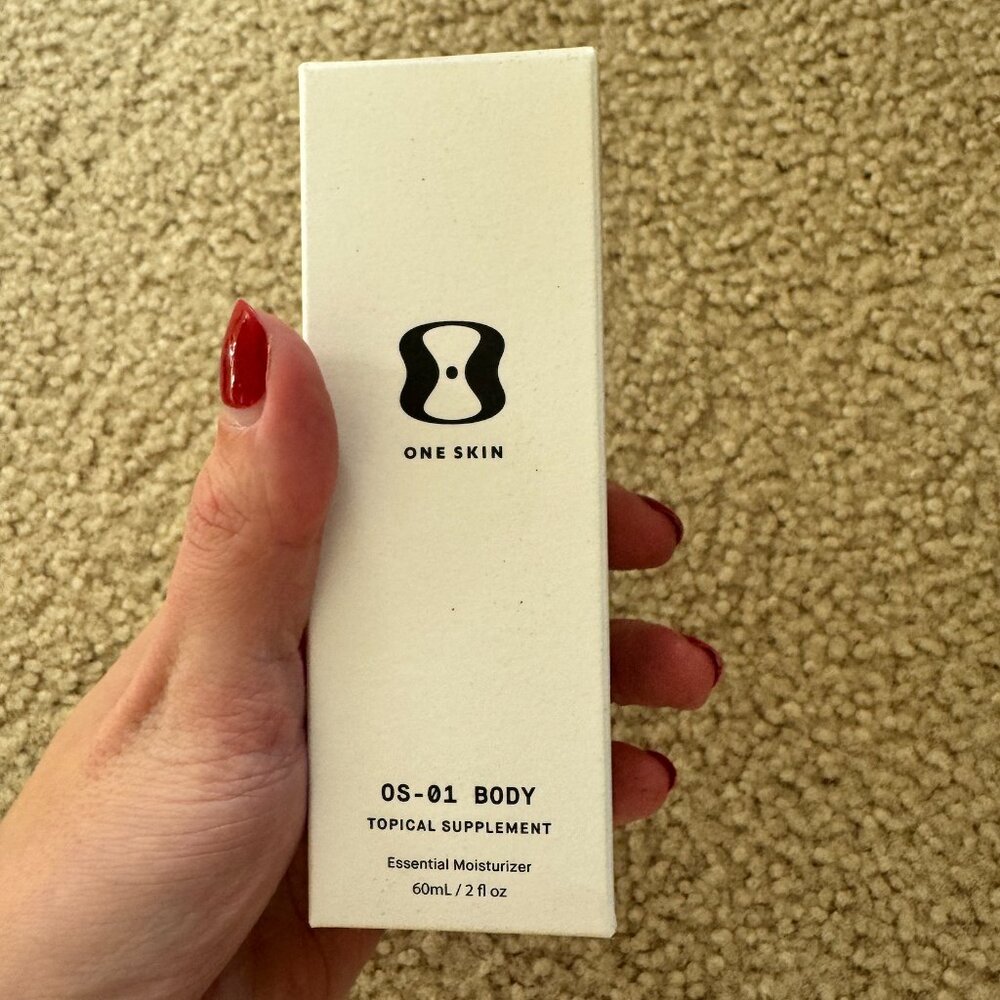 ONE SKIN
OS-01 BODY
TOPICAL SUPPLEMENT
Essential Moisturizer
60mL / 2 fl oz